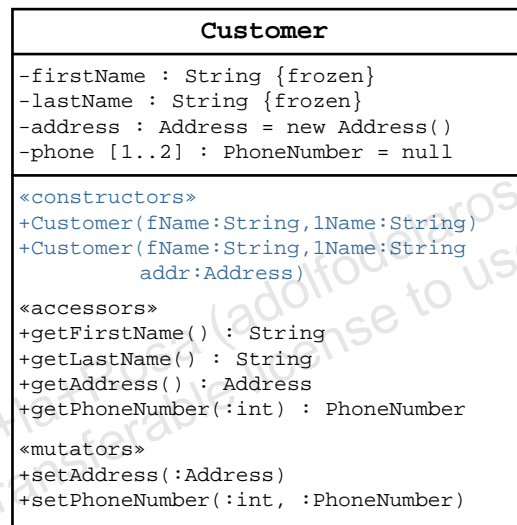 Customer
-firstName : String {frozen}
-lastName : String {frozen}
-address : Address = new Address()
-phone [1..2] : PhoneNumber = null
«constructors»
+Customer(fName:String,lName:String)
+Customer(fName:String,lName:String
addr:Address)
«accessors»
+getFirstName() : String
+getLastName() : String
+getAddress() : Address
+getPhoneNumber(:int) : PhoneNumber
«mutators»
+setAddress(:Address)
+setPhoneNumber(:int, :PhoneNumber)